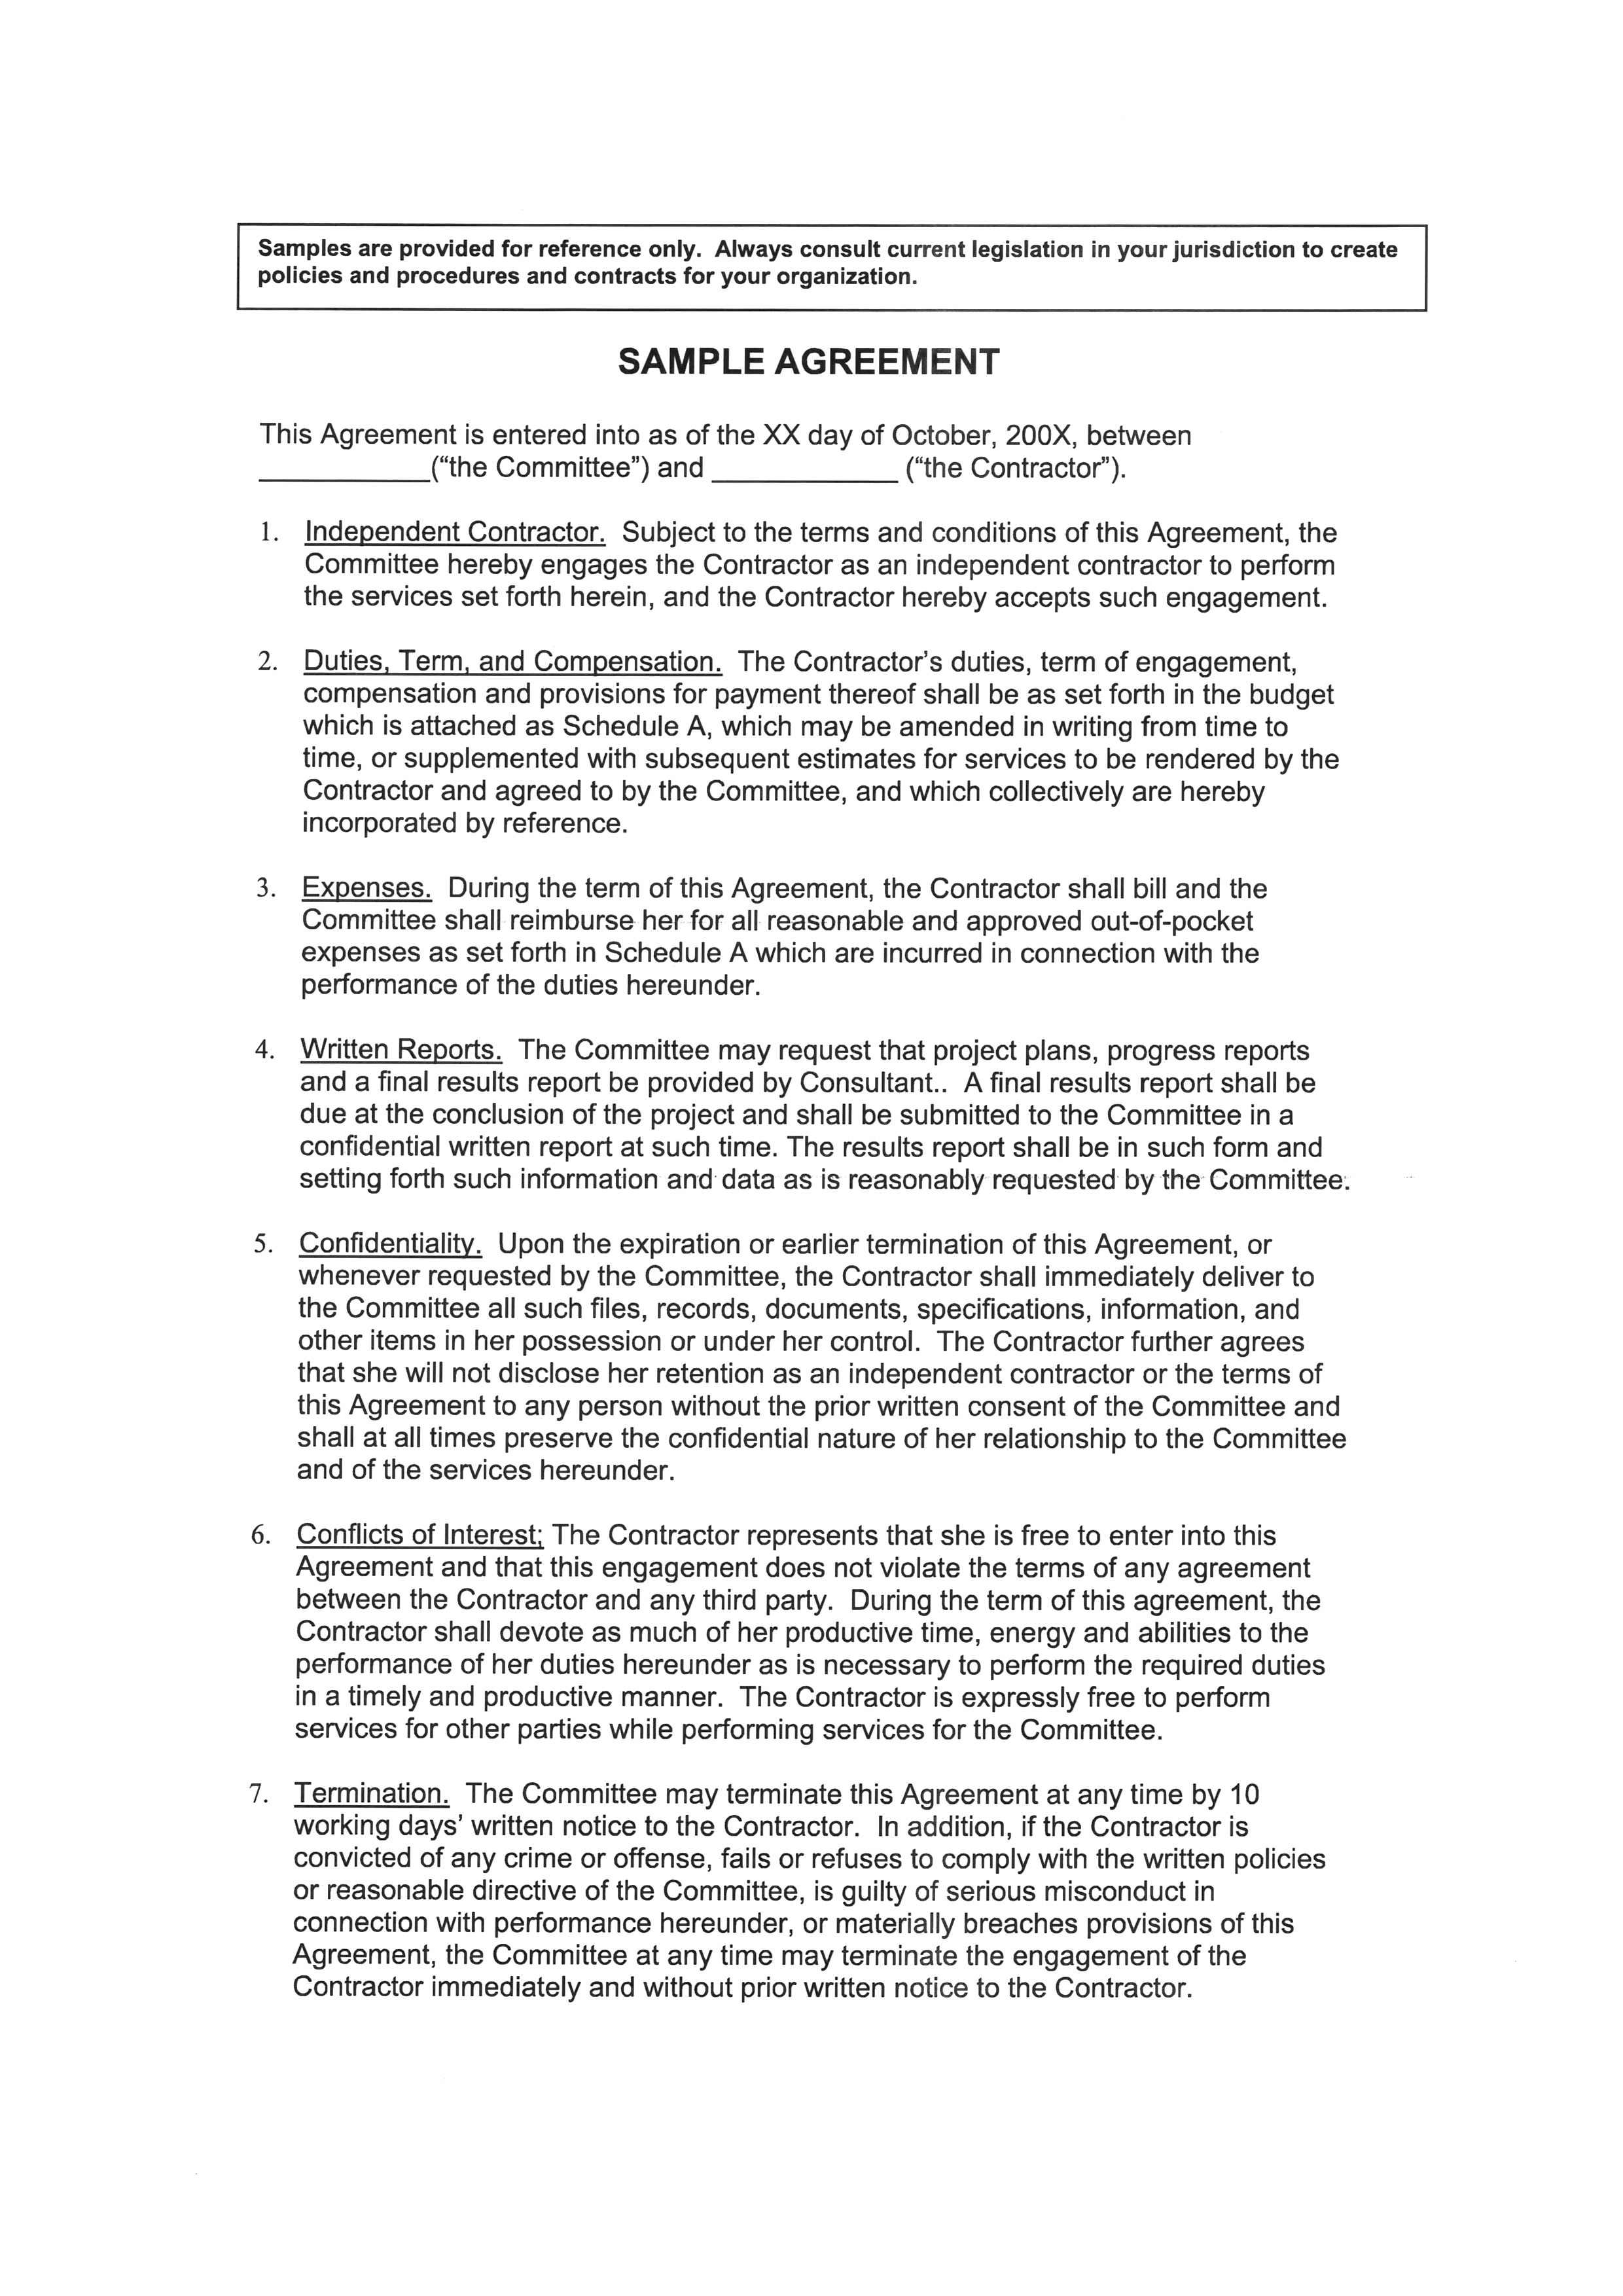 Samples are provided for reference only.  Always consult current legislation in your jurisdiction to create
policies and procedures and contracts for your organization.
SAMPLE AGREEMENT
This Agreement is entered into as of the XX day of October, 200X, between
____________(“the Committee”) and _____________ (“the Contractor”).
1. Independent Contractor.  Subject to the terms and conditions of this Agreement, the
Committee hereby engages the Contractor as an independent contractor to perform
the services set forth herein, and the Contractor hereby accepts such engagement.
2. Duties, Term, and Compensation.  The Contractor’s duties, term of engagement,
compensation and provisions for payment thereof shall be as set forth in the budget
which is attached as Schedule A, which may be amended in writing from time to
time, or supplemented with subsequent estimates for services to be rendered by the
Contractor and agreed to by the Committee, and which collectively are hereby
incorporated by reference.
3. Expenses.  During the term of this Agreement, the Contractor shall bill and the
Committee shall reimburse her for all reasonable and approved out-of-pocket
expenses as set forth in Schedule A which are incurred in connection with the
performance of the duties hereunder.
4. Written Reports.  The Committee may request that project plans, progress reports
and a final results report be provided by Consultant..  A final results report shall be
due at the conclusion of the project and shall be submitted to the Committee in a
confidential written report at such time. The results report shall be in such form and
setting forth such information and data as is reasonably requested by the Committee.
5. Confidentiality.  Upon the expiration or earlier termination of this Agreement, or
whenever requested by the Committee, the Contractor shall immediately deliver to
the Committee all such files, records, documents, specifications, information, and
other items in her possession or under her control.  The Contractor further agrees
that she will not disclose her retention as an independent contractor or the terms of
this Agreement to any person without the prior written consent of the Committee and
shall at all times preserve the confidential nature of her relationship to the Committee
and of the services hereunder.
6. Conflicts of Interest; The Contractor represents that she is free to enter into this
Agreement and that this engagement does not violate the terms of any agreement
between the Contractor and any third party.  During the term of this agreement, the
Contractor shall devote as much of her productive time, energy and abilities to the
performance of her duties hereunder as is necessary to perform the required duties
in a timely and productive manner.  The Contractor is expressly free to perform
services for other parties while performing services for the Committee.
7. Termination.  The Committee may terminate this Agreement at any time by 10
working days’ written notice to the Contractor.  In addition, if the Contractor is
convicted of any crime or offense, fails or refuses to comply with the written policies
or reasonable directive of the Committee, is guilty of serious misconduct in
connection with performance hereunder, or materially breaches provisions of this
Agreement, the Committee at any time may terminate the engagement of the
Contractor immediately and without prior written notice to the Contractor.